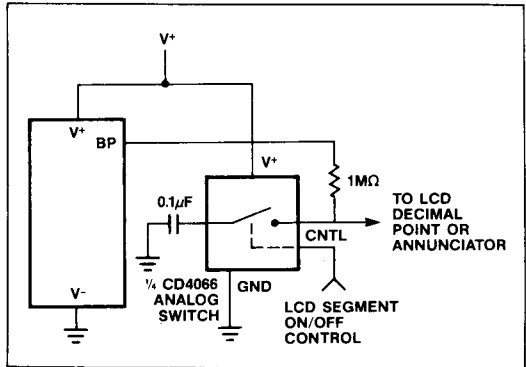 V+
V+
BP
V+
1MΩ
0.1μF
TO LCD
DECIMAL
POINT OR
ANNUNCIATOR
CNTL
V-
¼ CD4066
ANALOG
SWITCH
GND
LCD SEGMENT
ON/OFF
CONTROL